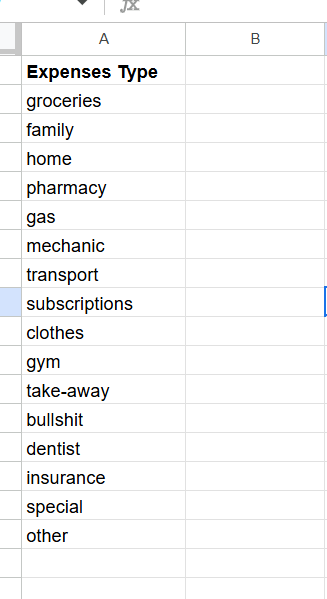 fx
A
B
Expenses Type
groceries
family
home
pharmacy
gas
mechanic
transport
subscriptions
clothes
gym
take-away
bullshit
dentist
insurance
special
other